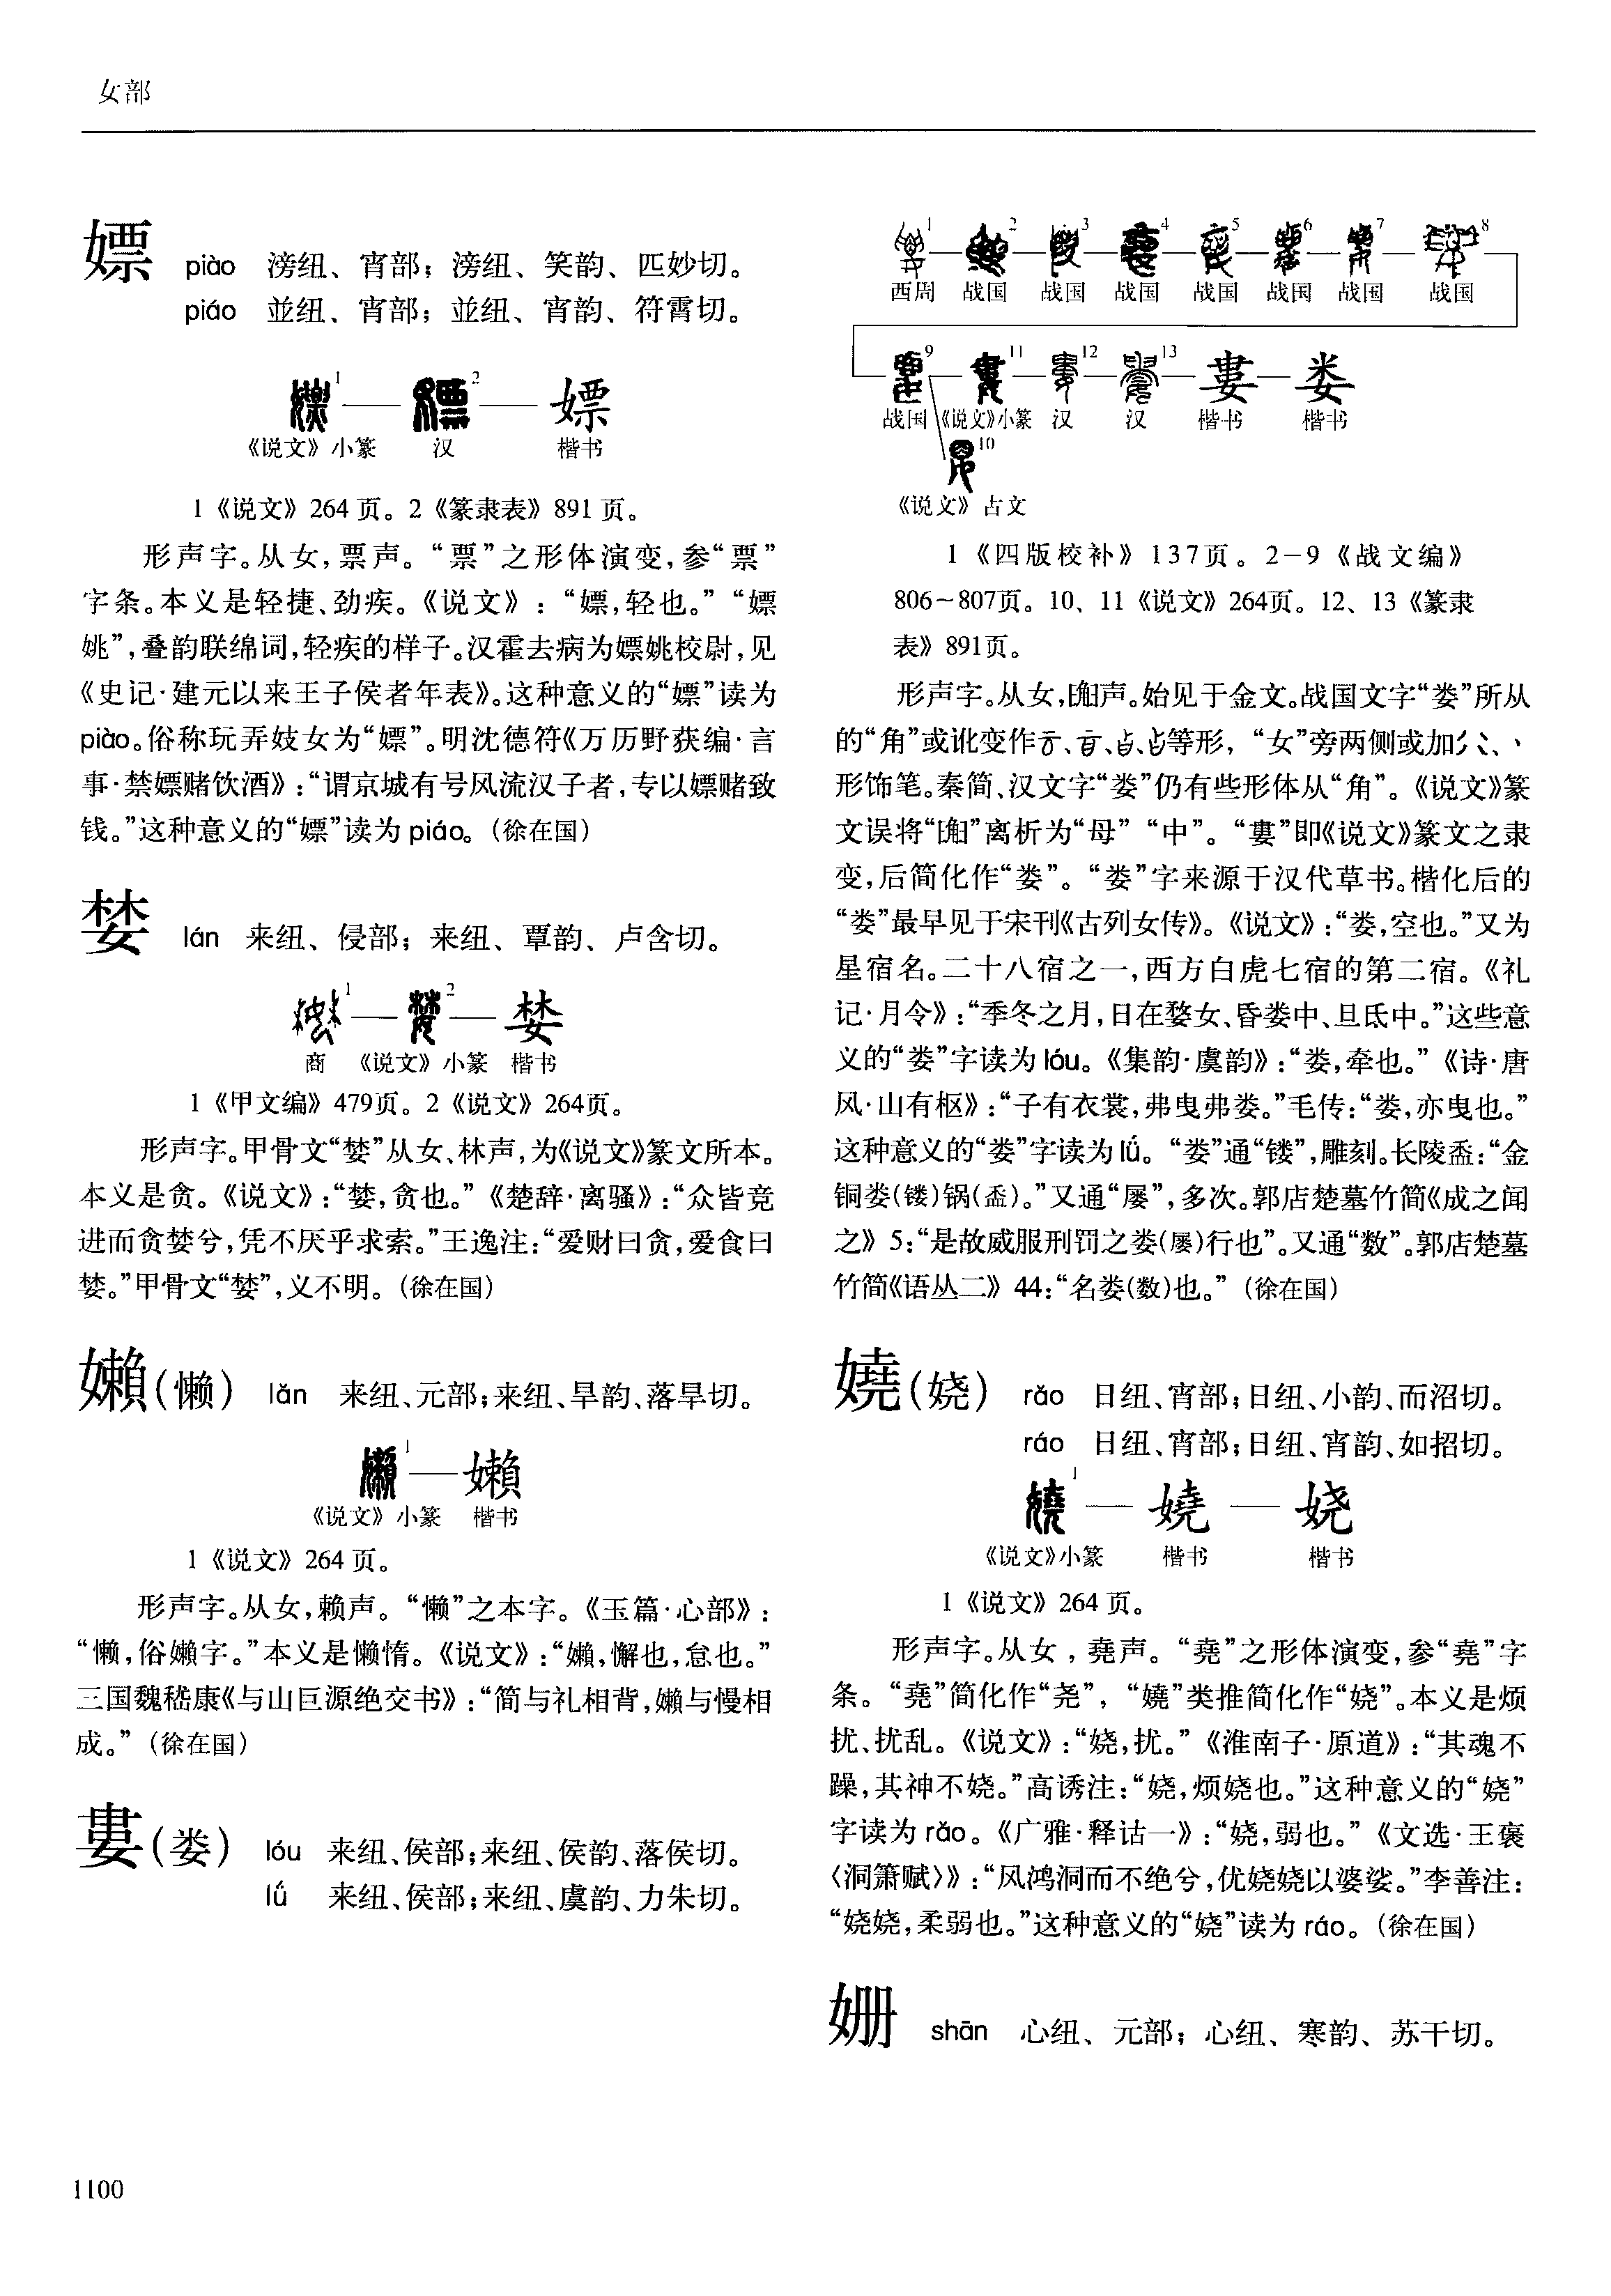 女部
嫖 piào 滂纽、宵部；滂纽、笑韵、匹妙切。
piáo 並纽、宵部；並纽、宵韵、符霄切。
1 — 2 — 嫖
《说文》小篆 汉 楷书
1《说文》264页。2《篆隶表》891页。
形声字。从女，票声。“票”之形体演变，参“票”
字条。本义是轻捷、劲疾。《说文》：“嫖，轻也。”“嫖
姚”，叠韵联绵词，轻疾的样子。汉霍去病为嫖姚校尉，见
《史记·建元以来王子侯者年表》。这种意义的“嫖”读为
piào。俗称玩弄妓女为“嫖”。明沈德符《万历野获编·言
事·禁嫖赌饮酒》：“谓京城有号风流汉子者，专以嫖赌致
钱。”这种意义的“嫖”读为piáo。（徐在国）
婪 lán 来纽、侵部；来纽、覃韵、卢含切。
1 — 2 — 婪
商 《说文》小篆 楷书
1《甲文编》479页。2《说文》264页。
形声字。甲骨文“婪”从女、林声，为《说文》篆文所本。
本义是贪。《说文》：“婪，贪也。”《楚辞·离骚》：“众皆竞
进而贪婪兮，凭不厌乎求索。”王逸注：“爱财曰贪，爱食曰
婪。”甲骨文“婪”，义不明。（徐在国）
嬾（懒） lǎn 来纽、元部；来纽、旱韵、落旱切。
1 — 嬾
《说文》小篆 楷书
1《说文》264页。
形声字。从女，赖声。“懒”之本字。《玉篇·心部》：
“懒，俗嬾字。”本义是懒惰。《说文》：“嬾，懈也，怠也。”
三国魏嵇康《与山巨源绝交书》：“简与礼相背，嬾与慢相
成。”（徐在国）
婁（娄） lóu 来纽、侯部；来纽、侯韵、落侯切。
lǘ 来纽、侯部；来纽、虞韵、力朱切。
1 — 2 — 3 — 4 — 5 — 6 — 7 — 8
西周 战国 战国 战国 战国 战国 战国 战国
9 — 11 — 12 — 13 — 婁 — 娄
战国 《说文》小篆 汉 汉 楷书 楷书
10
《说文》古文
1《四版校补》137页。2－9《战文编》
806～807页。10、11《说文》264页。12、13《篆隶
表》891页。
形声字。从女，声。始见于金文。战国文字“娄”所从
的“角”或讹变作、、、等形，“女”旁两侧或加、、
形饰笔。秦简、汉文字“娄”仍有些形体从“角”。《说文》篆
文误将“”离析为“母”“中”。“婁”即《说文》篆文之隶
变，后简化作“娄”。“娄”字来源于汉代草书。楷化后的
“娄”最早见于宋刊《古列女传》。《说文》：“娄，空也。”又为
星宿名。二十八宿之一，西方白虎七宿的第二宿。《礼
记·月令》：“季冬之月，日在婺女、昏娄中、旦氐中。”这些意
义的“娄”字读为lóu。《集韵·虞韵》：“娄，牵也。”《诗·唐
风·山有枢》：“子有衣裳，弗曳弗娄。”毛传：“娄，亦曳也。”
这种意义的“娄”字读为lǘ。“娄”通“镂”，雕刻。长陵盉：“金
铜娄（镂）锅（盉）。”又通“屡”，多次。郭店楚墓竹简《成之闻
之》5：“是故威服刑罚之娄（屡）行也”。又通“数”。郭店楚墓
竹简《语丛二》44：“名娄（数）也。”（徐在国）
嬈（娆） rǎo 日纽、宵部；日纽、小韵、而沼切。
ráo 日纽、宵部；日纽、宵韵、如招切。
1 — 嬈 — 娆
《说文》小篆 楷书 楷书
1《说文》264页。
形声字。从女，堯声。“堯”之形体演变，参“堯”字
条。“堯”简化作“尧”，“嬈”类推简化作“娆”。本义是烦
扰、扰乱。《说文》：“娆，扰。”《淮南子·原道》：“其魂不
躁，其神不娆。”高诱注：“娆，烦娆也。”这种意义的“娆”
字读为rǎo。《广雅·释诂一》：“娆，弱也。”《文选·王褒
〈洞箫赋〉》：“风鸿洞而不绝兮，优娆娆以婆娑。”李善注：
“娆娆，柔弱也。”这种意义的“娆”读为ráo。（徐在国）
姗 shān 心纽、元部；心纽、寒韵、苏干切。
1100